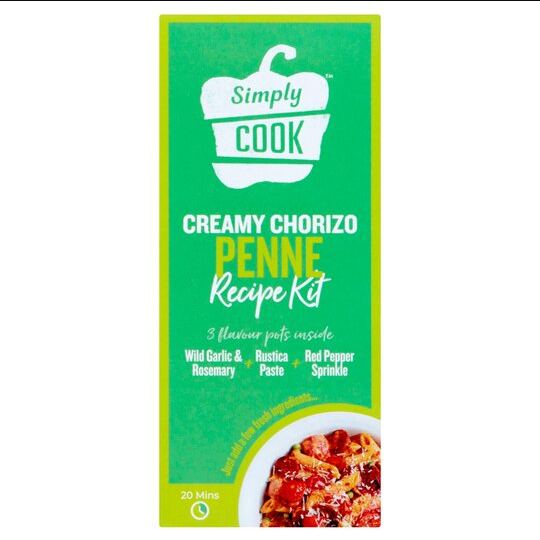 Simply
™
COOK
CREAMY CHORIZO
PENNE
Recipe Kit
3 flavour pots inside
Wild Garlic & Rosemary + Rustica Paste + Red Pepper Sprinkle
Just add a few fresh ingredients...
20 Mins